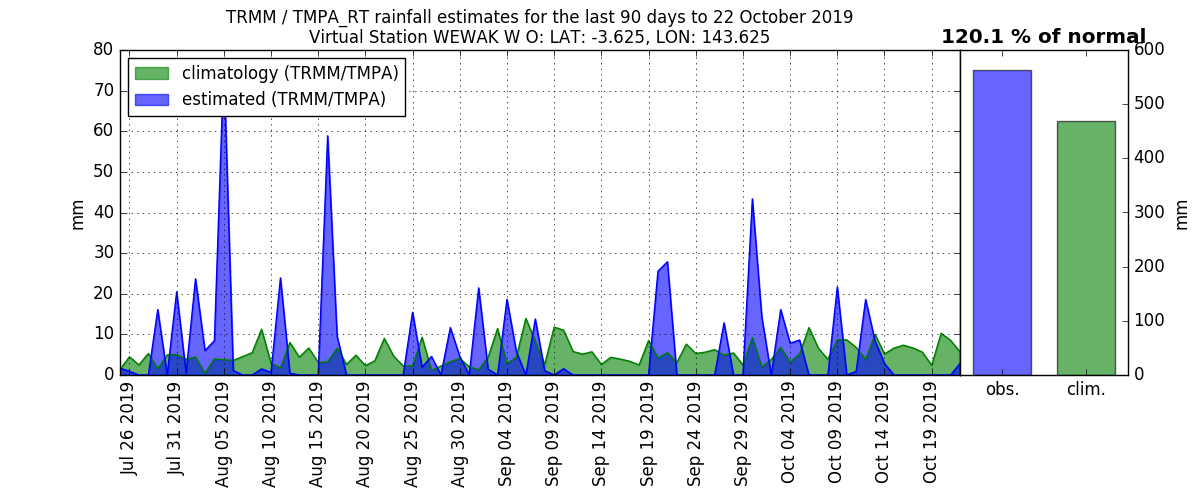 TRMM / TMPA_RT rainfall estimates for the last 90 days to 22 October 2019
Virtual Station WEWAK W O: LAT: -3.625, LON: 143.625
120.1 % of normal
climatology (TRMM/TMPA)
estimated (TRMM/TMPA)
80
70
60
50
40
30
20
10
0
mm
Jul 26 2019
Jul 31 2019
Aug 05 2019
Aug 10 2019
Aug 15 2019
Aug 20 2019
Aug 25 2019
Aug 30 2019
Sep 04 2019
Sep 09 2019
Sep 14 2019
Sep 19 2019
Sep 24 2019
Sep 29 2019
Oct 04 2019
Oct 09 2019
Oct 14 2019
Oct 19 2019
600
500
400
300
200
100
0
mm
obs.
clim.